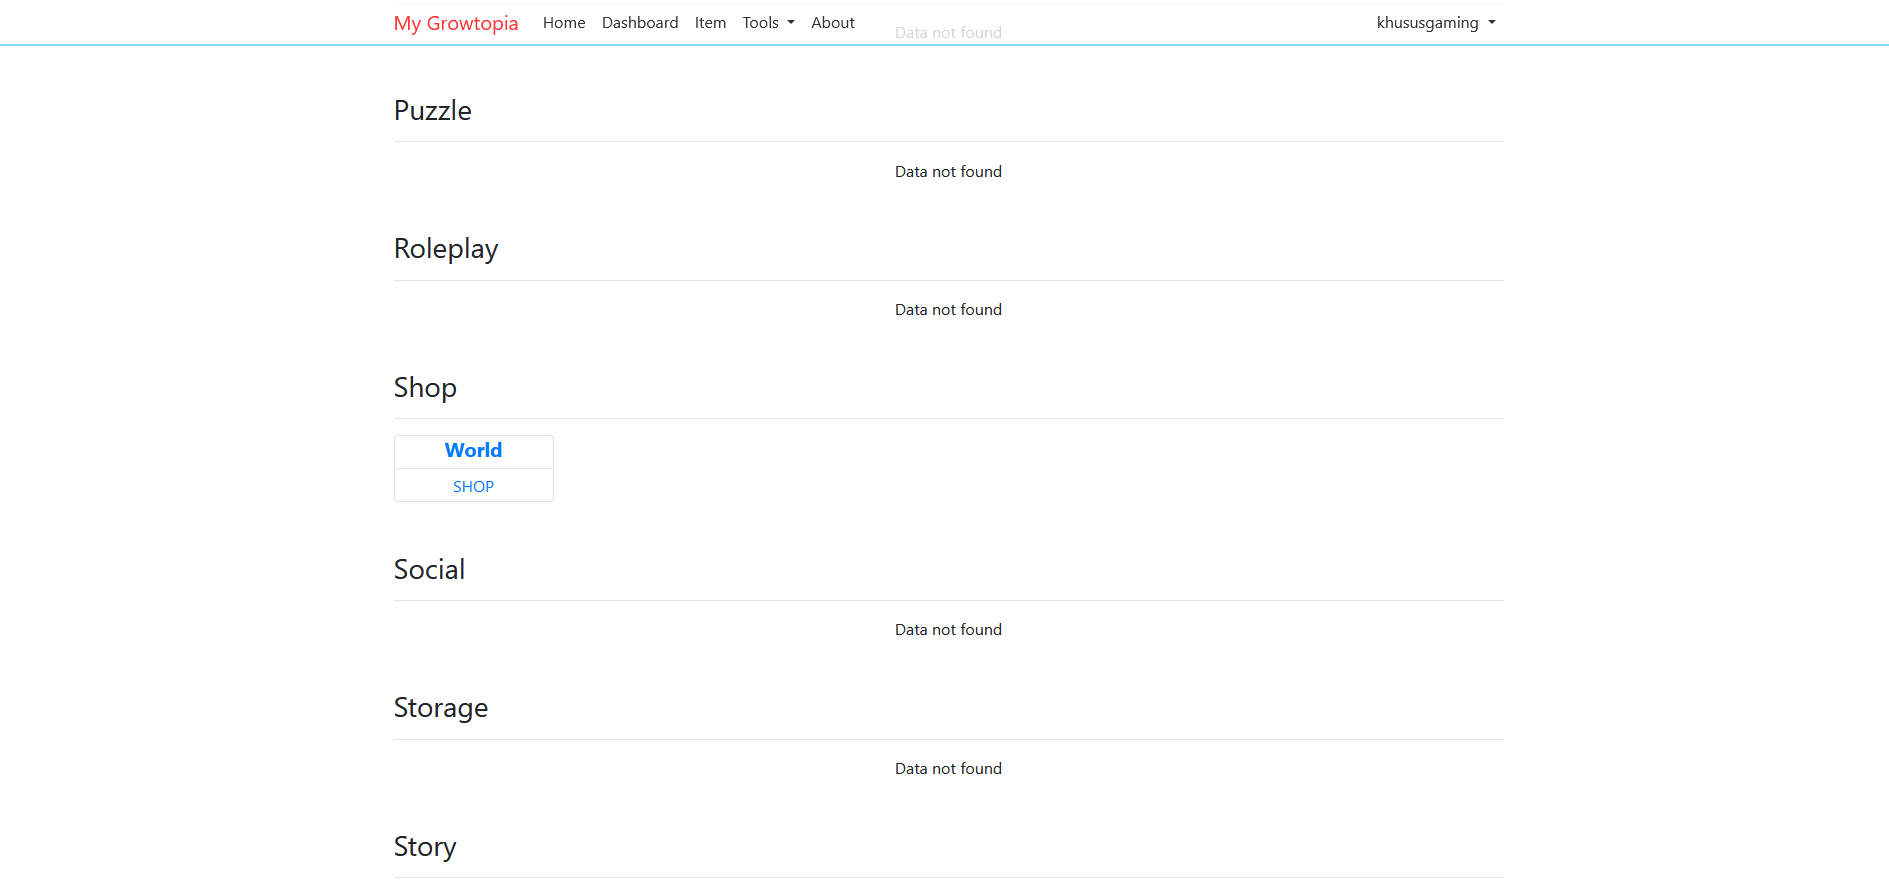 My Growtopia Home Dashboard Item Tools About khususgaming
Data not found
Puzzle
Data not found
Roleplay
Data not found
Shop
World
SHOP
Social
Data not found
Storage
Data not found
Story